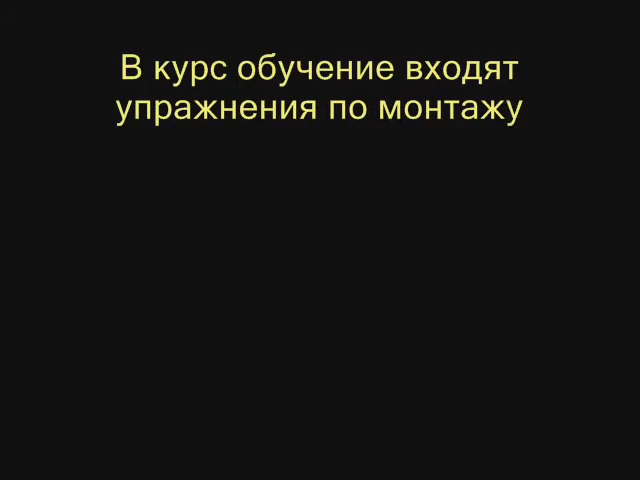 В курс обучение входят
упражнения по монтажу